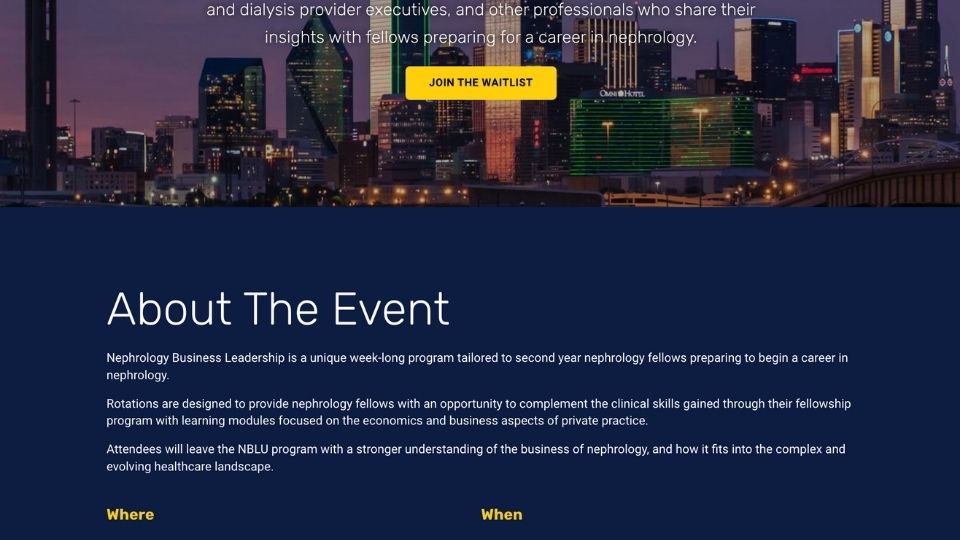 and dialysis provider executives, and other professionals who share their
insights with fellows preparing for a career in nephrology.
JOIN THE WAITLIST
OMNI HOTEL
About The Event
Nephrology Business Leadership is a unique week-long program tailored to second year nephrology fellows preparing to begin a career in
nephrology.
Rotations are designed to provide nephrology fellows with an opportunity to complement the clinical skills gained through their fellowship
program with learning modules focused on the economics and business aspects of private practice.
Attendees will leave the NBLU program with a stronger understanding of the business of nephrology, and how it fits into the complex and
evolving healthcare landscape.
Where
When